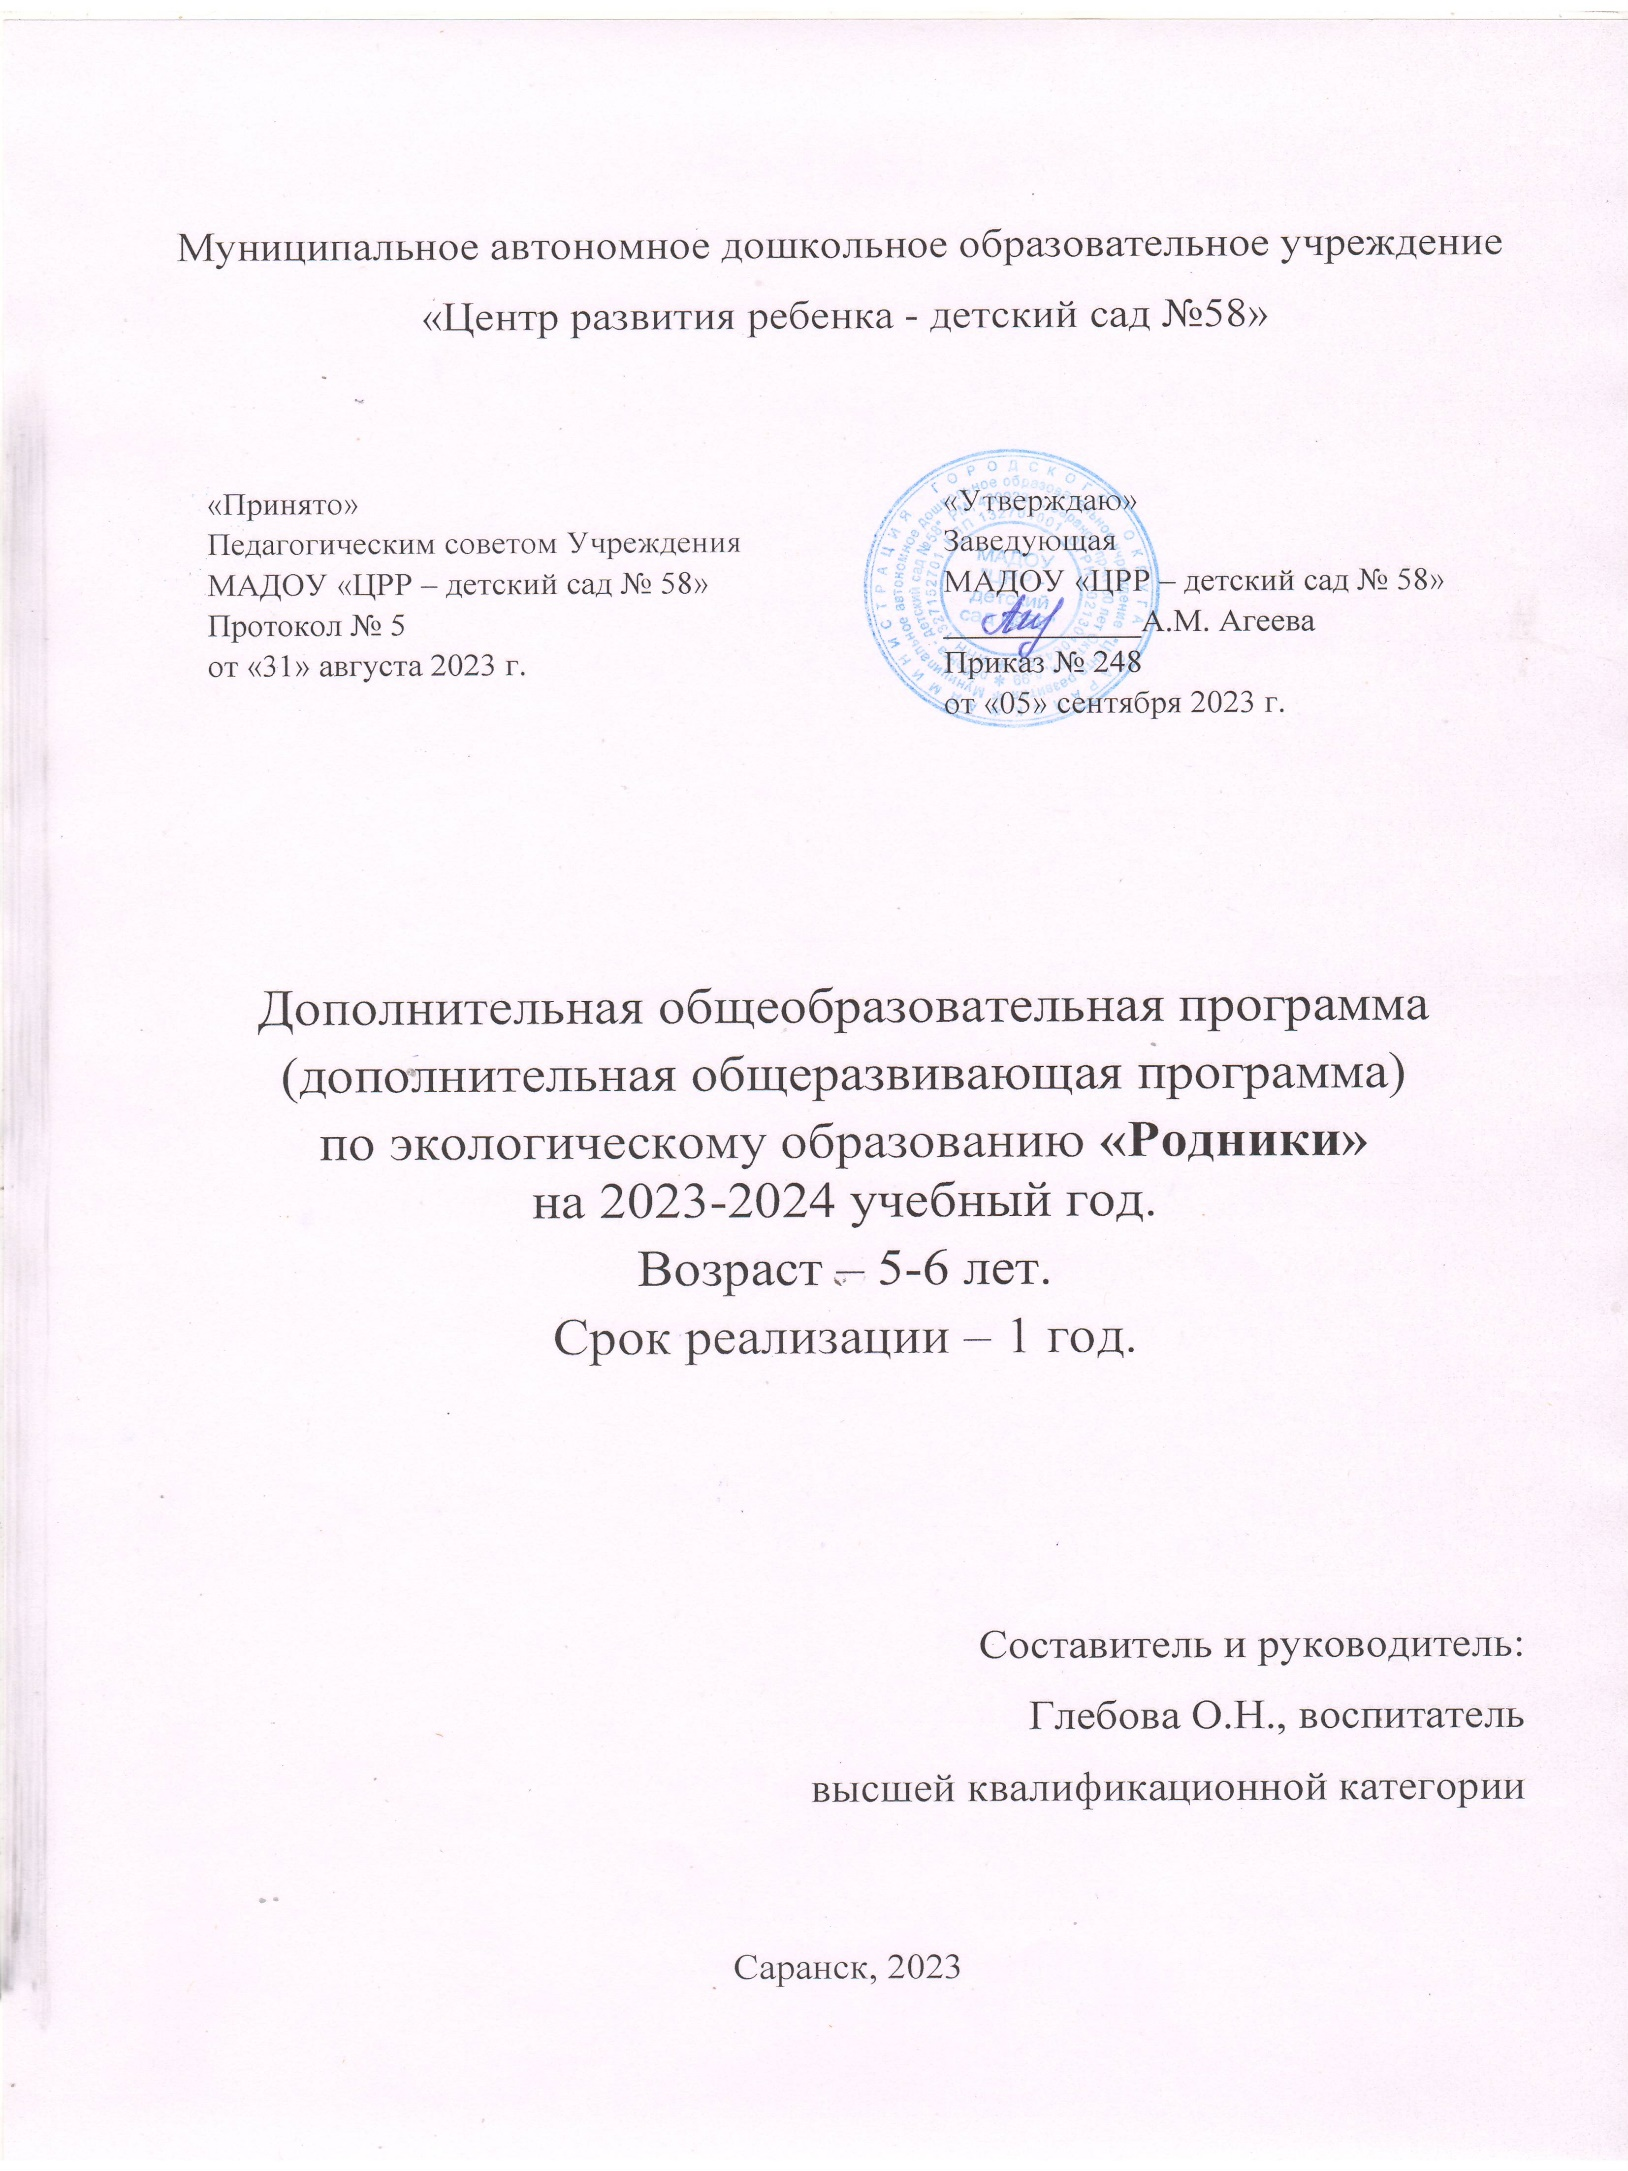 Муниципальное автономное дошкольное образовательное учреждение
«Центр развития ребенка - детский сад №58»
«Принято»
Педагогическим советом Учреждения
МАДОУ «ЦРР – детский сад № 58»
Протокол № 5
от «31» августа 2023 г.
«Утверждаю»
Заведующая
МАДОУ «ЦРР – детский сад № 58»
____________А.М. Агеева
Приказ № 248
от «05» сентября 2023 г.
МАДОУ
детский
Дополнительная общеобразовательная программа
(дополнительная общеразвивающая программа)
по экологическому образованию «Родники»
на 2023-2024 учебный год.
Возраст – 5-6 лет.
Срок реализации – 1 год.
Составитель и руководитель:
Глебова О.Н., воспитатель
высшей квалификационной категории
Саранск, 2023